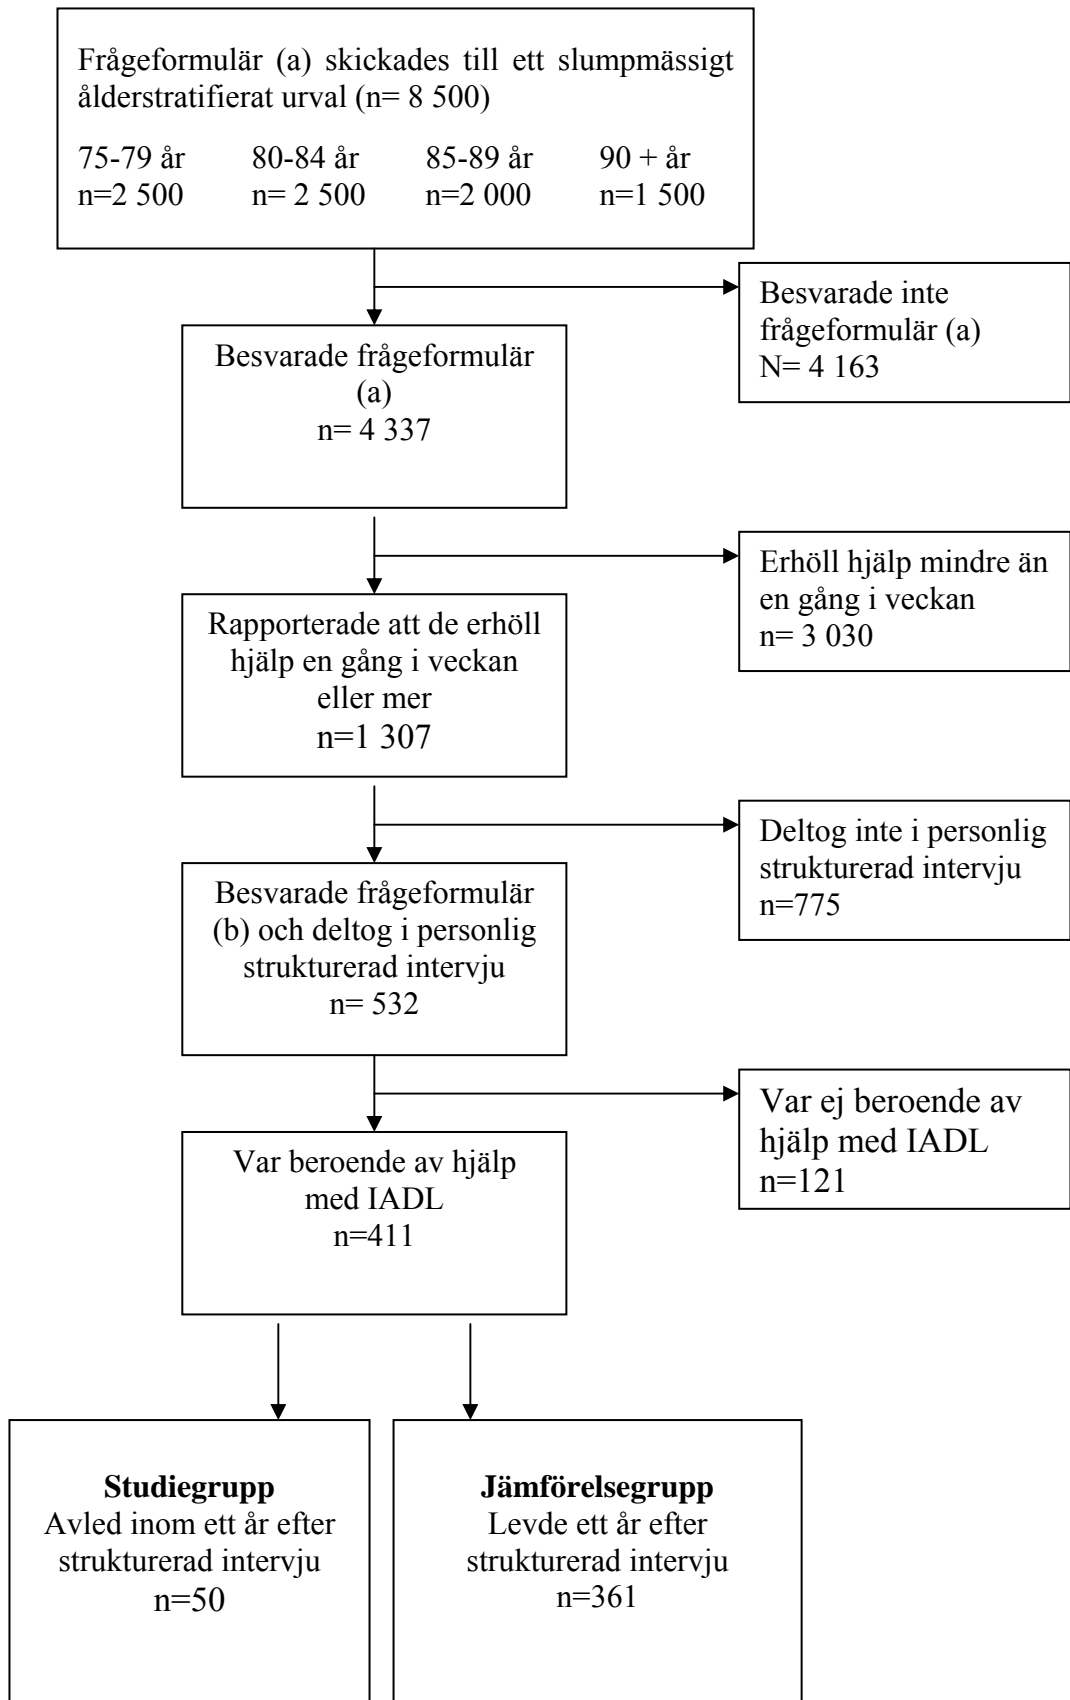 Frågeformulär (a) skickades till ett slumpmässigt
ålderstratifierat urval (n= 8 500)
75-79 år 80-84 år 85-89 år 90 + år
n=2 500 n= 2 500 n=2 000 n=1 500
Besvarade inte
frågeformulär (a)
N= 4 163
Besvarade frågeformulär
(a)
n= 4 337
Erhöll hjälp mindre än
en gång i veckan
n= 3 030
Rapporterade att de erhöll
hjälp en gång i veckan
eller mer
n=1 307
Deltog inte i personlig
strukturerad intervju
n=775
Besvarade frågeformulär
(b) och deltog i personlig
strukturerad intervju
n= 532
Var ej beroende av
hjälp med IADL
n=121
Var beroende av hjälp
med IADL
n=411
Studiegrupp
Avled inom ett år efter
strukturerad intervju
n=50
Jämförelsegrupp
Levde ett år efter
strukturerad intervju
n=361